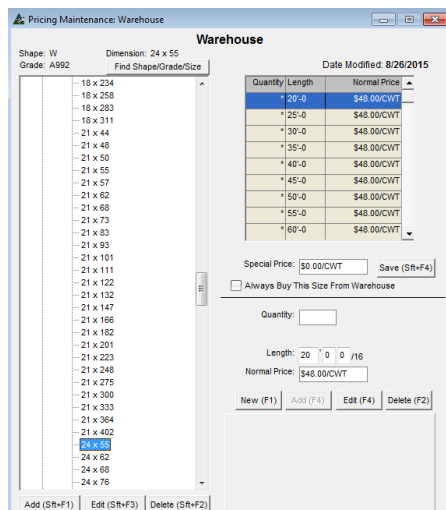 Pricing Maintenance: Warehouse
Warehouse
Shape: W Dimension: 24 x 55
Grade: A992 Find Shape/Grade/Size Date Modified: 8/26/2015
18 x 234
18 x 258
18 x 283
18 x 311
21 x 44
21 x 48
21 x 50
21 x 55
21 x 57
21 x 62
21 x 68
21 x 73
21 x 83
21 x 93
21 x 101
21 x 111
21 x 122
21 x 132
21 x 147
21 x 166
21 x 182
21 x 201
21 x 223
21 x 248
21 x 275
21 x 300
21 x 333
21 x 364
21 x 402
24 x 55
24 x 62
24 x 68
24 x 76
Add (Sft+F1) Edit (Sft+F3) Delete (Sft+F2)
Quantity Length Normal Price
* 20'-0 $48.00/CWT
* 25'-0 $48.00/CWT
* 30'-0 $48.00/CWT
* 35'-0 $48.00/CWT
* 40'-0 $48.00/CWT
* 45'-0 $48.00/CWT
* 50'-0 $48.00/CWT
* 55'-0 $48.00/CWT
* 60'-0 $48.00/CWT
Special Price: $0.00/CWT Save (Sft+F4)
Always Buy This Size From Warehouse
Quantity:
Length: 20 ' 0 0 /16
Normal Price: $48.00/CWT
New (F1) Add (F4) Edit (F4) Delete (F2)